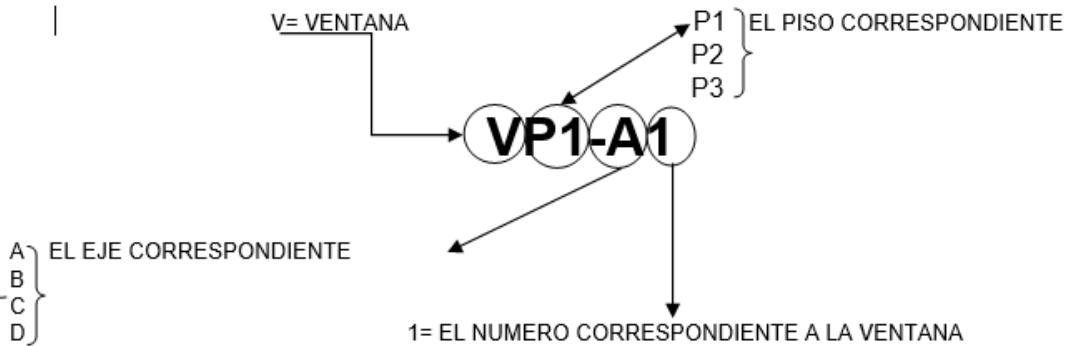 V= VENTANA
P1 EL PISO CORRESPONDIENTE
P2
P3
VP1-A1
A EL EJE CORRESPONDIENTE
B
C
D
1= EL NUMERO CORRESPONDIENTE A LA VENTANA